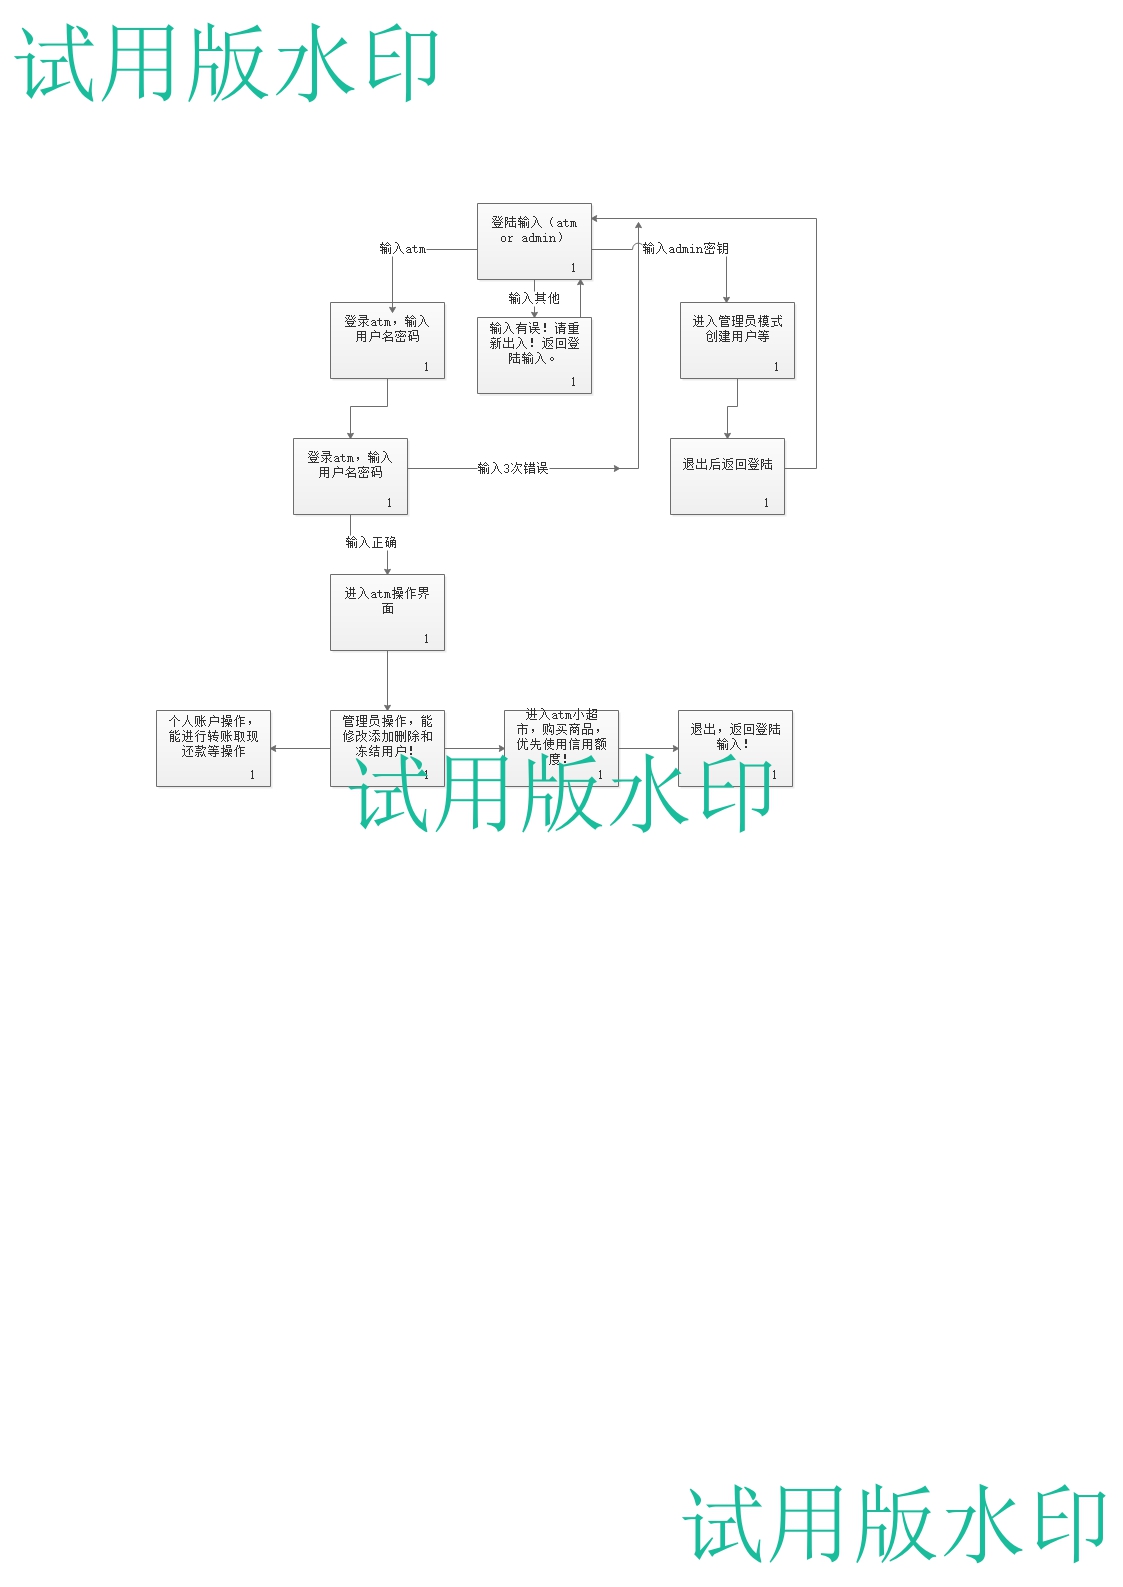 试用版水印
登陆输入（atm
or admin）
1
输入atm
输入admin密钥
输入其他
登录atm，输入
用户名密码
1
输入有误！请重
新出入！返回登
陆输入。
1
进入管理员模式
创建用户等
1
登录atm，输入
用户名密码
1
输入3次错误
退出后返回登陆
1
输入正确
进入atm操作界
面
1
个人账户操作，
能进行转账取现
还款等操作
1
管理员操作，能
修改添加删除和
冻结用户！
1
进入atm小超
市，购买商品，
优先使用信用额
度！
1
退出，返回登陆
输入！
1
试用版水印
试用版水印